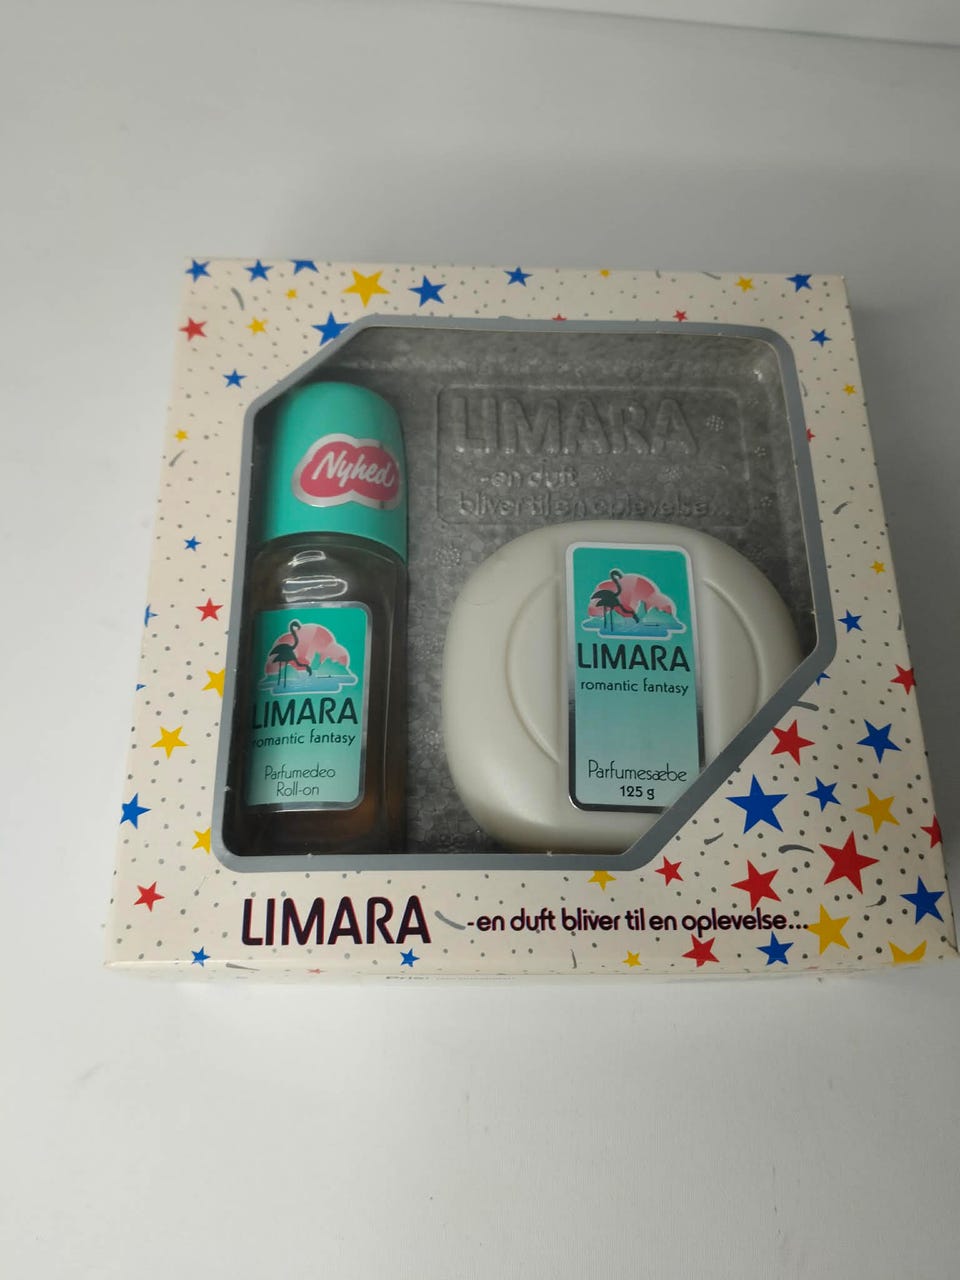 LIMARA
-en duft
bliver til en oplevelse...
Nyhed
LIMARA
romantic fantasy
Parfumedeo
Roll-on
LIMARA
romantic fantasy
Parfumesæbe
125 g
LIMARA -en duft bliver til en oplevelse...